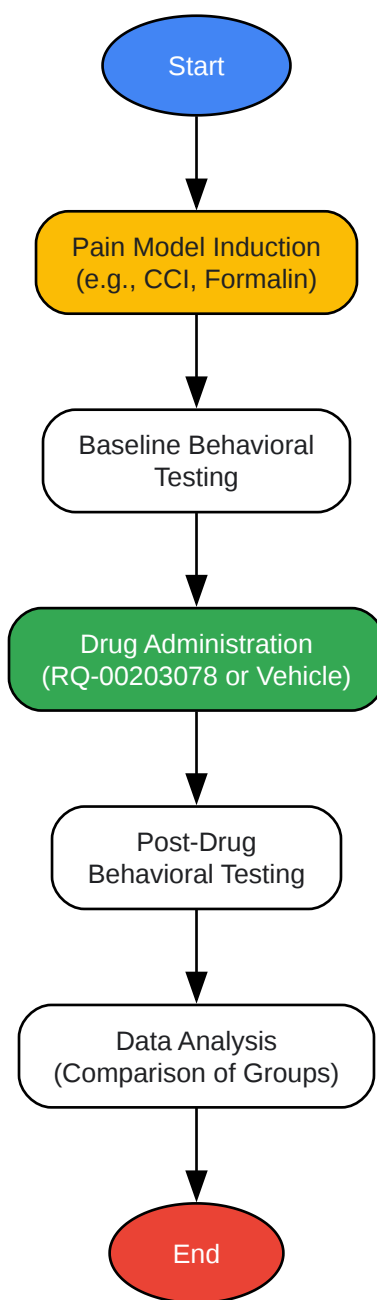 Start
Pain Model Induction
(e.g., CCI, Formalin)
Baseline Behavioral
Testing
Drug Administration
(RQ-00203078 or Vehicle)
Post-Drug
Behavioral Testing
Data Analysis
(Comparison of Groups)
End